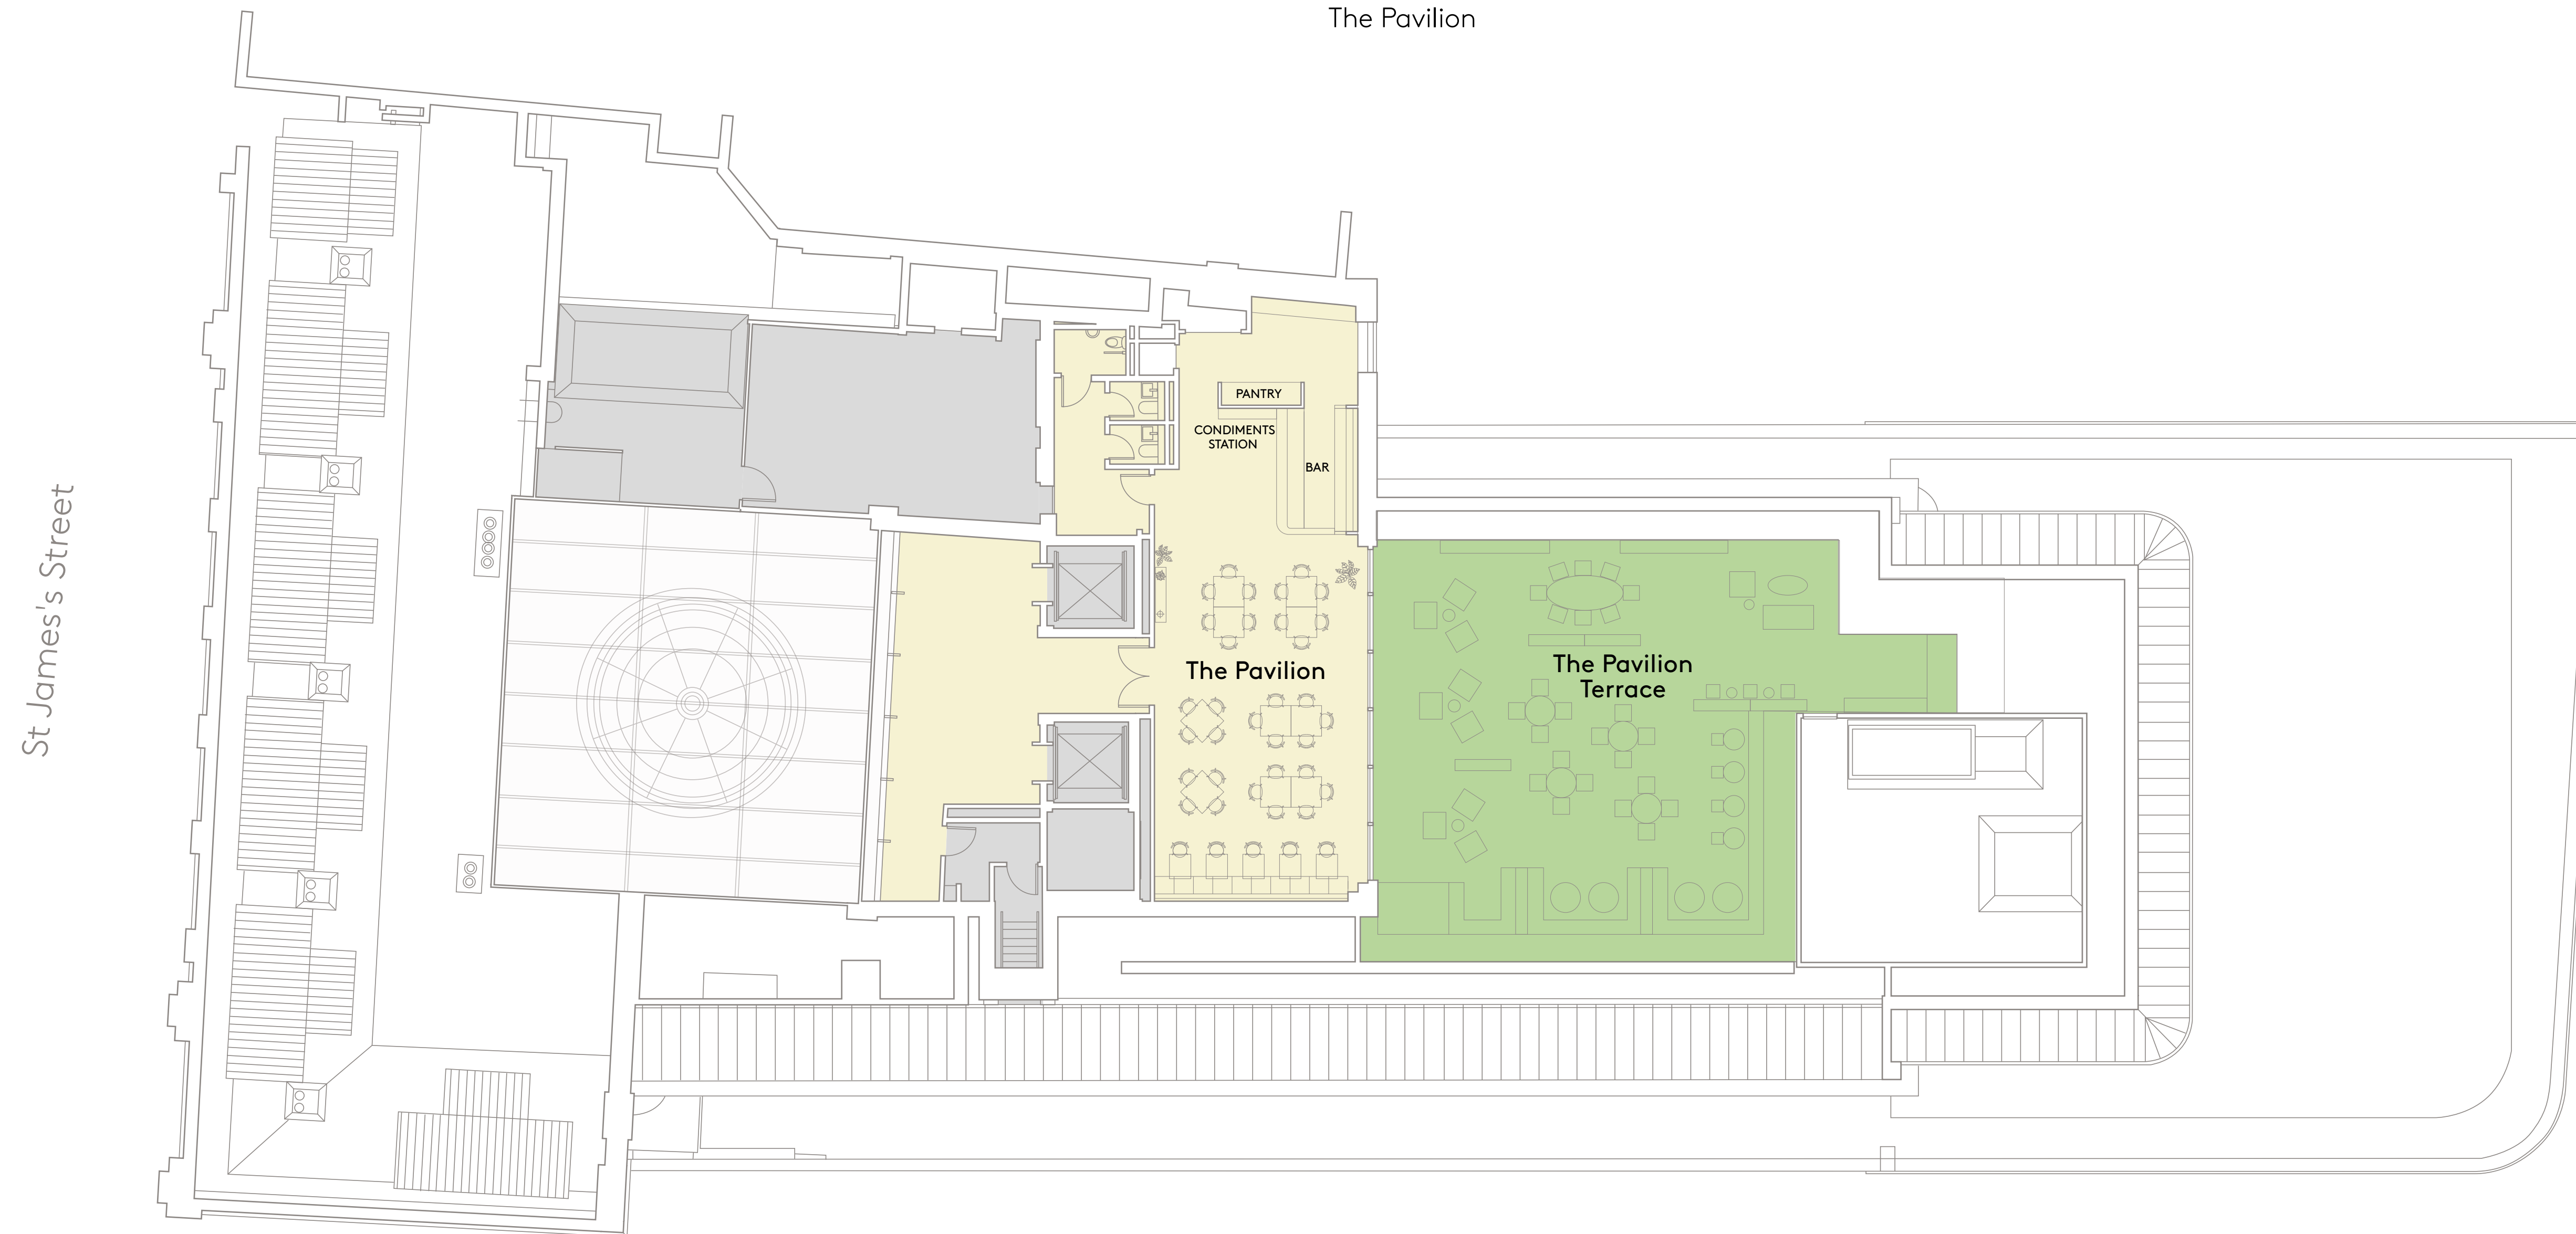 The Pavilion
St James's Street
PANTRY
CONDIMENTS
STATION
BAR
The Pavilion
The Pavilion
Terrace